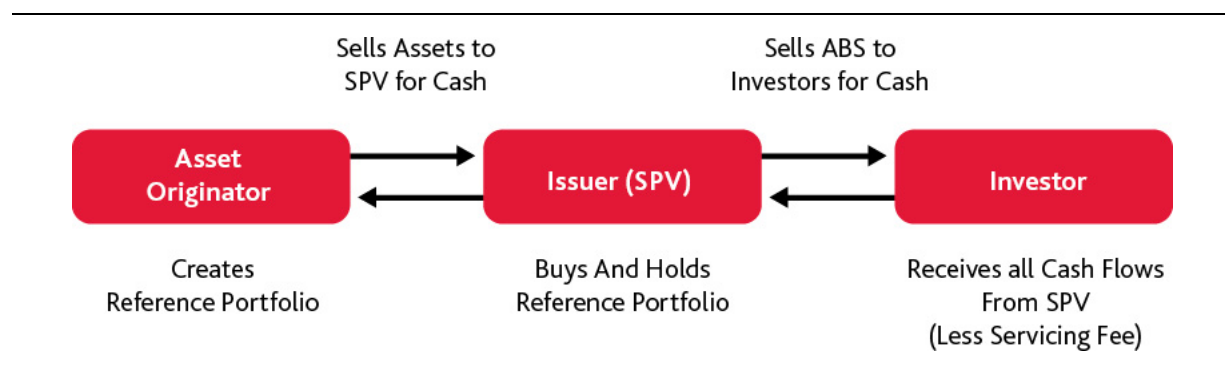 Sells Assets to
SPV for Cash
Sells ABS to
Investors for Cash
Asset
Originator
Issuer (SPV)
Investor
Creates
Reference Portfolio
Buys And Holds
Reference Portfolio
Receives all Cash Flows
From SPV
(Less Servicing Fee)